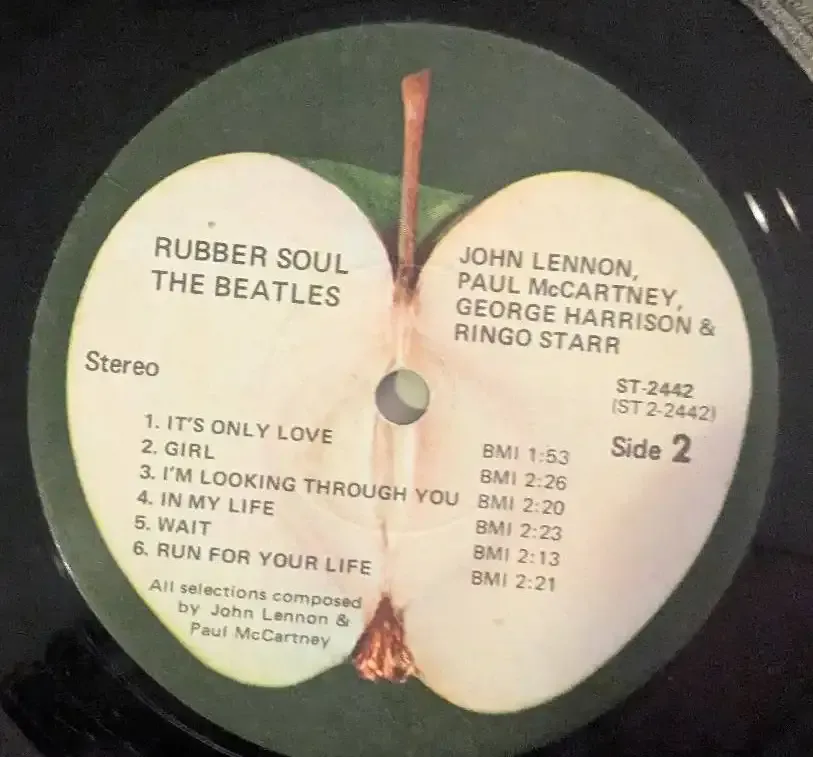 RUBBER SOUL
THE BEATLES
JOHN LENNON,
PAUL McCARTNEY,
GEORGE HARRISON &
RINGO STARR
Stereo
ST-2442
(ST 2-2442)
Side 2
1. IT'S ONLY LOVE BMI 1:53
2. GIRL BMI 2:26
3. I'M LOOKING THROUGH YOU BMI 2:20
4. IN MY LIFE BMI 2:23
5. WAIT BMI 2:13
6. RUN FOR YOUR LIFE BMI 2:21
All selections composed
by John Lennon &
Paul McCartney